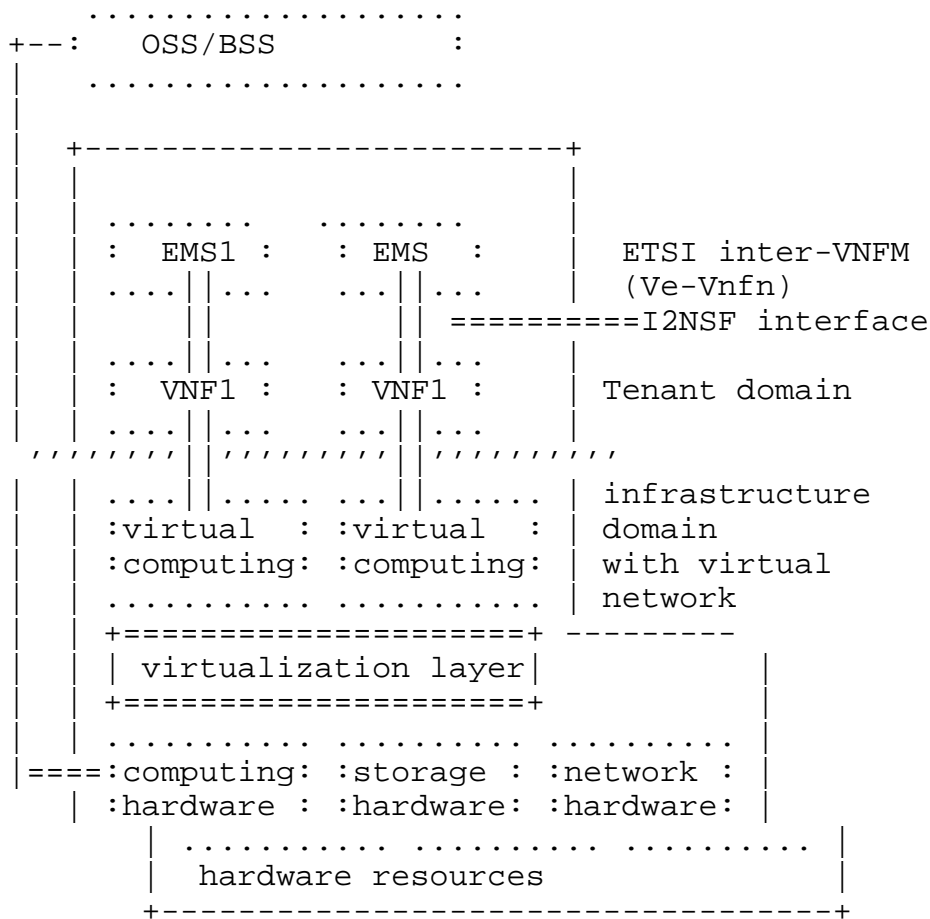 OSS/BSS
EMS1 EMS ETSI inter-VNFM
(Ve-Vnfn)
I2NSF interface
VNF1 VNF1 Tenant domain
infrastructure
virtual virtual domain
computing computing with virtual
network
virtualization layer
computing storage network
hardware hardware hardware
hardware resources